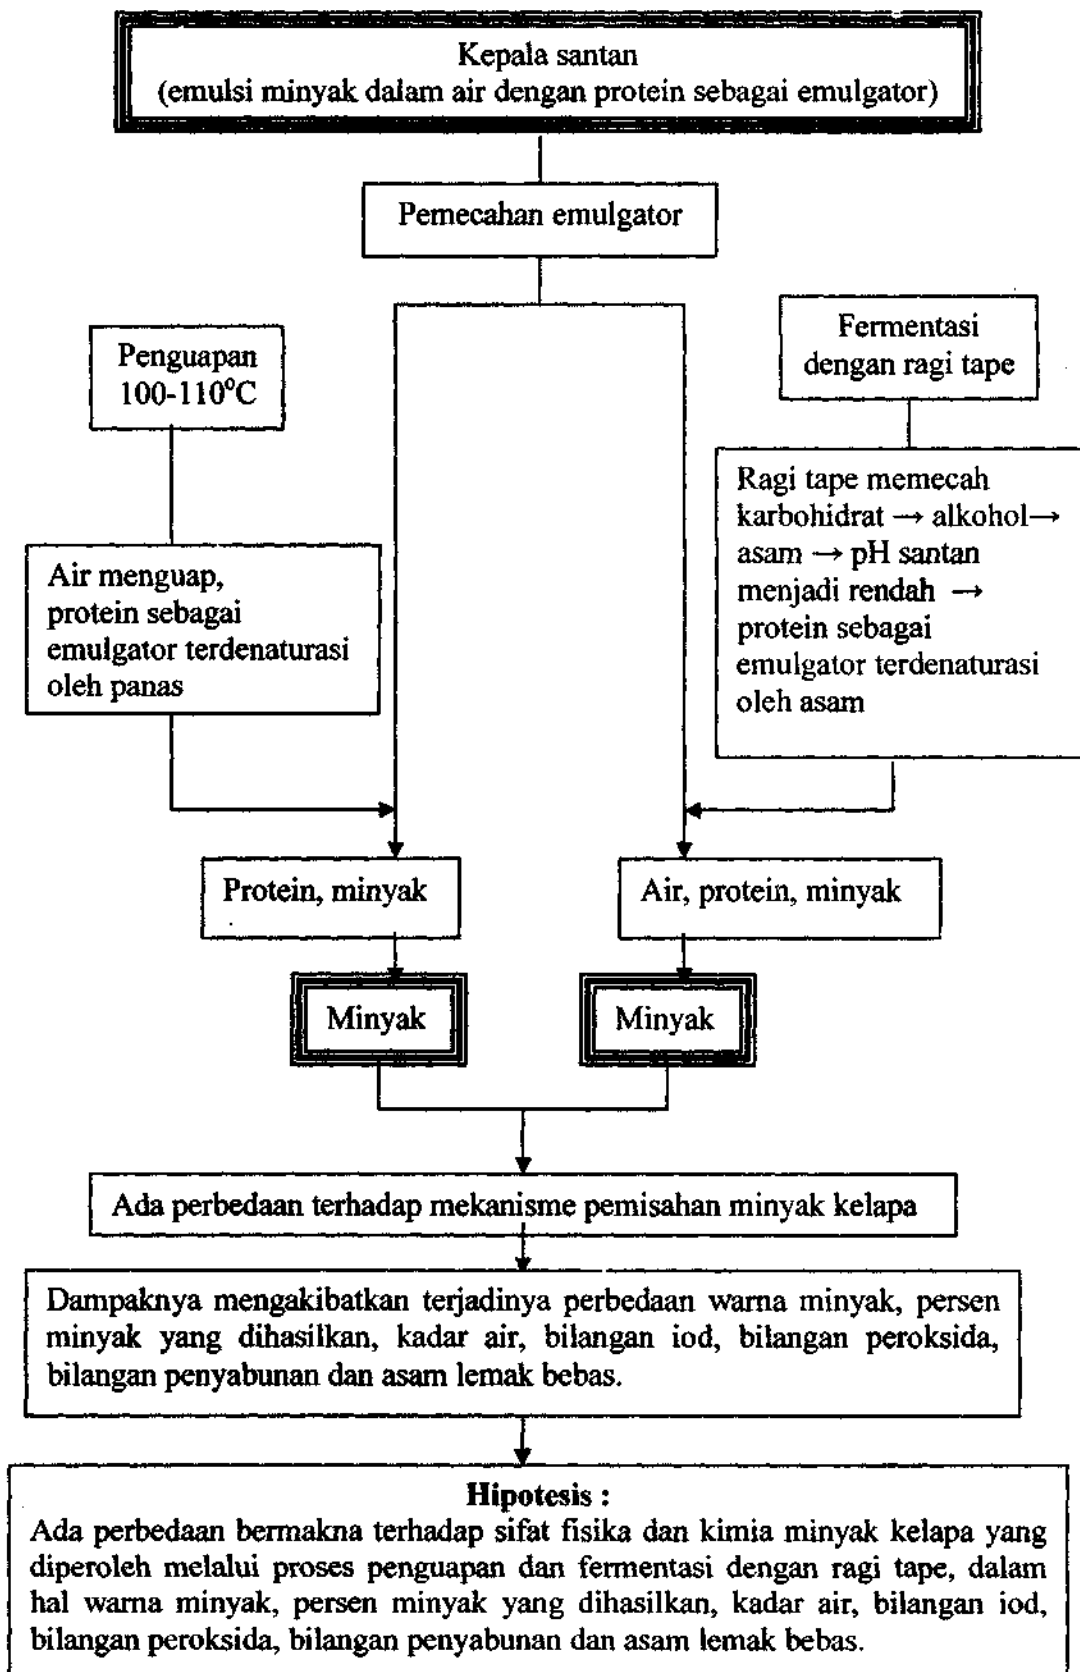 Kepala santan
(emulsi minyak dalam air dengan protein sebagai emulgator)
Pemecahan emulgator
Penguapan
100-110⁰C
Fermentasi
dengan ragi tape
Air menguap,
protein sebagai
emulgator terdenaturasi
oleh panas
Ragi tape memecah
karbohidrat → alkohol→
asam → pH santan
menjadi rendah →
protein sebagai
emulgator terdenaturasi
oleh asam
Protein, minyak
Air, protein, minyak
Minyak
Minyak
Ada perbedaan terhadap mekanisme pemisahan minyak kelapa
Dampaknya mengakibatkan terjadinya perbedaan warna minyak, persen
minyak yang dihasilkan, kadar air, bilangan iod, bilangan peroksida,
bilangan penyabunan dan asam lemak bebas.
Hipotesis :
Ada perbedaan bermakna terhadap sifat fisika dan kimia minyak kelapa yang
diperoleh melalui proses penguapan dan fermentasi dengan ragi tape, dalam
hal warna minyak, persen minyak yang dihasilkan, kadar air, bilangan iod,
bilangan peroksida, bilangan penyabunan dan asam lemak bebas.